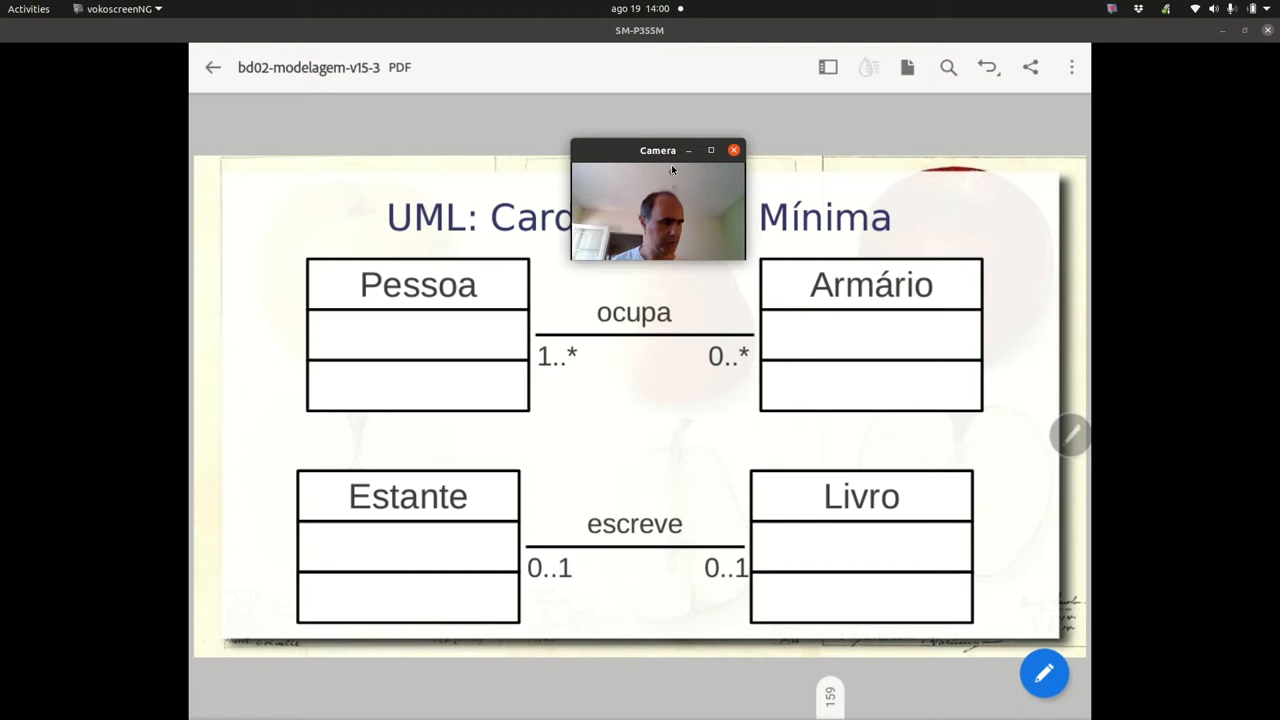 Activities vokoscreenNG ago 19 14:00
SM-P355M
bd02-modelagem-v15-3 PDF
Camera
UML: Card Mínima
Pessoa
Armário
ocupa
1..* 0..*
Estante
Livro
escreve
0..1 0..1
159